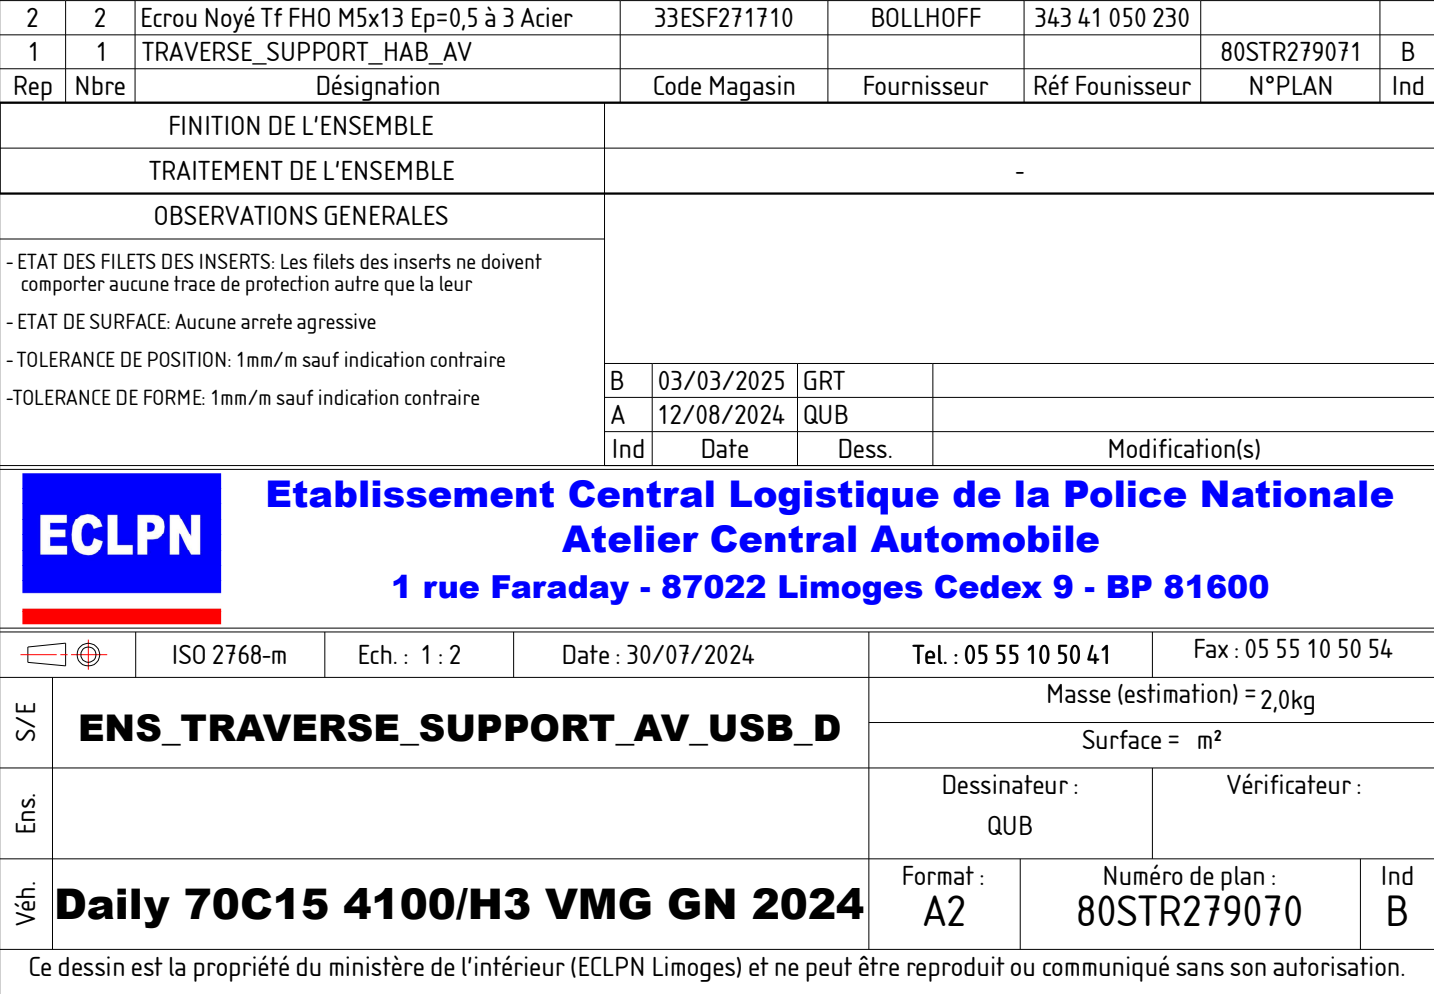 2 2 Ecrou Noyé Tf FHO M5x13 Ep=0,5 à 3 Acier 33ESF271710 BOLLHOFF 343 41 050 230
1 1 TRAVERSE_SUPPORT_HAB_AV 80STR279071 B
Rep Nbre Désignation Code Magasin Fournisseur Réf Founisseur N°PLAN Ind
FINITION DE L'ENSEMBLE
TRAITEMENT DE L'ENSEMBLE -
OBSERVATIONS GENERALES
- ETAT DES FILETS DES INSERTS: Les filets des inserts ne doivent
comporter aucune trace de protection autre que la leur
- ETAT DE SURFACE: Aucune arrete agressive
- TOLERANCE DE POSITION: 1mm/m sauf indication contraire
-TOLERANCE DE FORME: 1mm/m sauf indication contraire
B 03/03/2025 GRT
A 12/08/2024 QUB
Ind Date Dess. Modification(s)
ECLPN
Etablissement Central Logistique de la Police Nationale
Atelier Central Automobile
1 rue Faraday - 87022 Limoges Cedex 9 - BP 81600
ISO 2768-m Ech. : 1 : 2 Date : 30/07/2024 Tel. : 05 55 10 50 41 Fax : 05 55 10 50 54
S/E ENS_TRAVERSE_SUPPORT_AV_USB_D
Masse (estimation) = 2,0kg
Surface = m²
Ens.
Dessinateur : Vérificateur :
QUB
Véh. Daily 70C15 4100/H3 VMG GN 2024
Format : Numéro de plan : Ind
A2 80STR279070 B
Ce dessin est la propriété du ministère de l'intérieur (ECLPN Limoges) et ne peut être reproduit ou communiqué sans son autorisation.